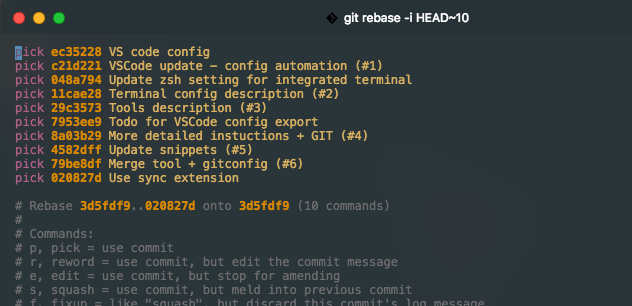 git rebase -i HEAD~10
pick ec35228 VS code config
pick c21d221 VSCode update - config automation (#1)
pick 048a794 Update zsh setting for integrated terminal
pick 11cae28 Terminal config description (#2)
pick 29c3573 Tools description (#3)
pick 7953ee9 Todo for VSCode config export
pick 8a03b29 More detailed instuctions + GIT (#4)
pick 4582dff Update snippets (#5)
pick 79be8df Merge tool + gitconfig (#6)
pick 020827d Use sync extension
# Rebase 3d5fdf9..020827d onto 3d5fdf9 (10 commands)
#
# Commands:
# p, pick = use commit
# r, reword = use commit, but edit the commit message
# e, edit = use commit, but stop for amending
# s, squash = use commit, but meld into previous commit
# f, fixup = like "squash", but discard this commit's log message